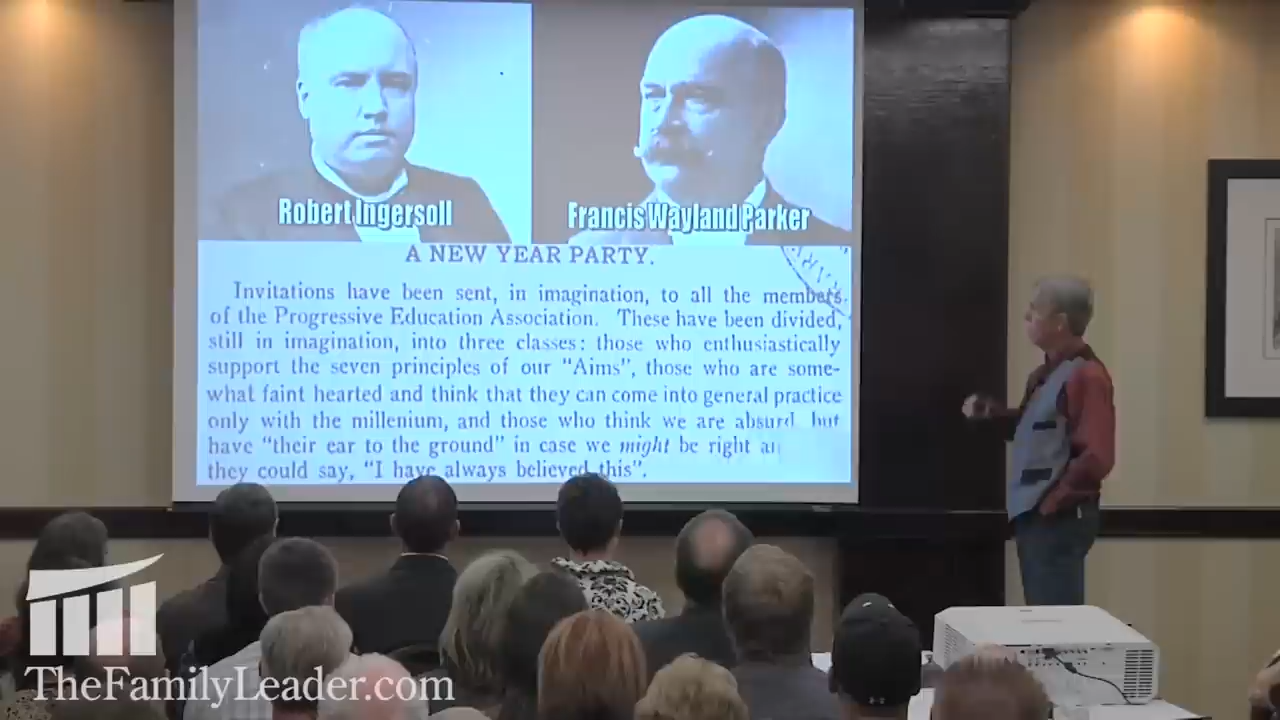 Robert Ingersoll
Francis Wayland Parker
A NEW YEAR PARTY.
Invitations have been sent, in imagination, to all the members
of the Progressive Education Association. These have been divided,
still in imagination, into three classes: those who enthusiastically
support the seven principles of our "Aims", those who are some-
what faint hearted and think that they can come into general practice
only with the millenium, and those who think we are absurd but
have "their ear to the ground" in case we might be right
they could say, "I have always believed this".
TheFamilyLeader.com